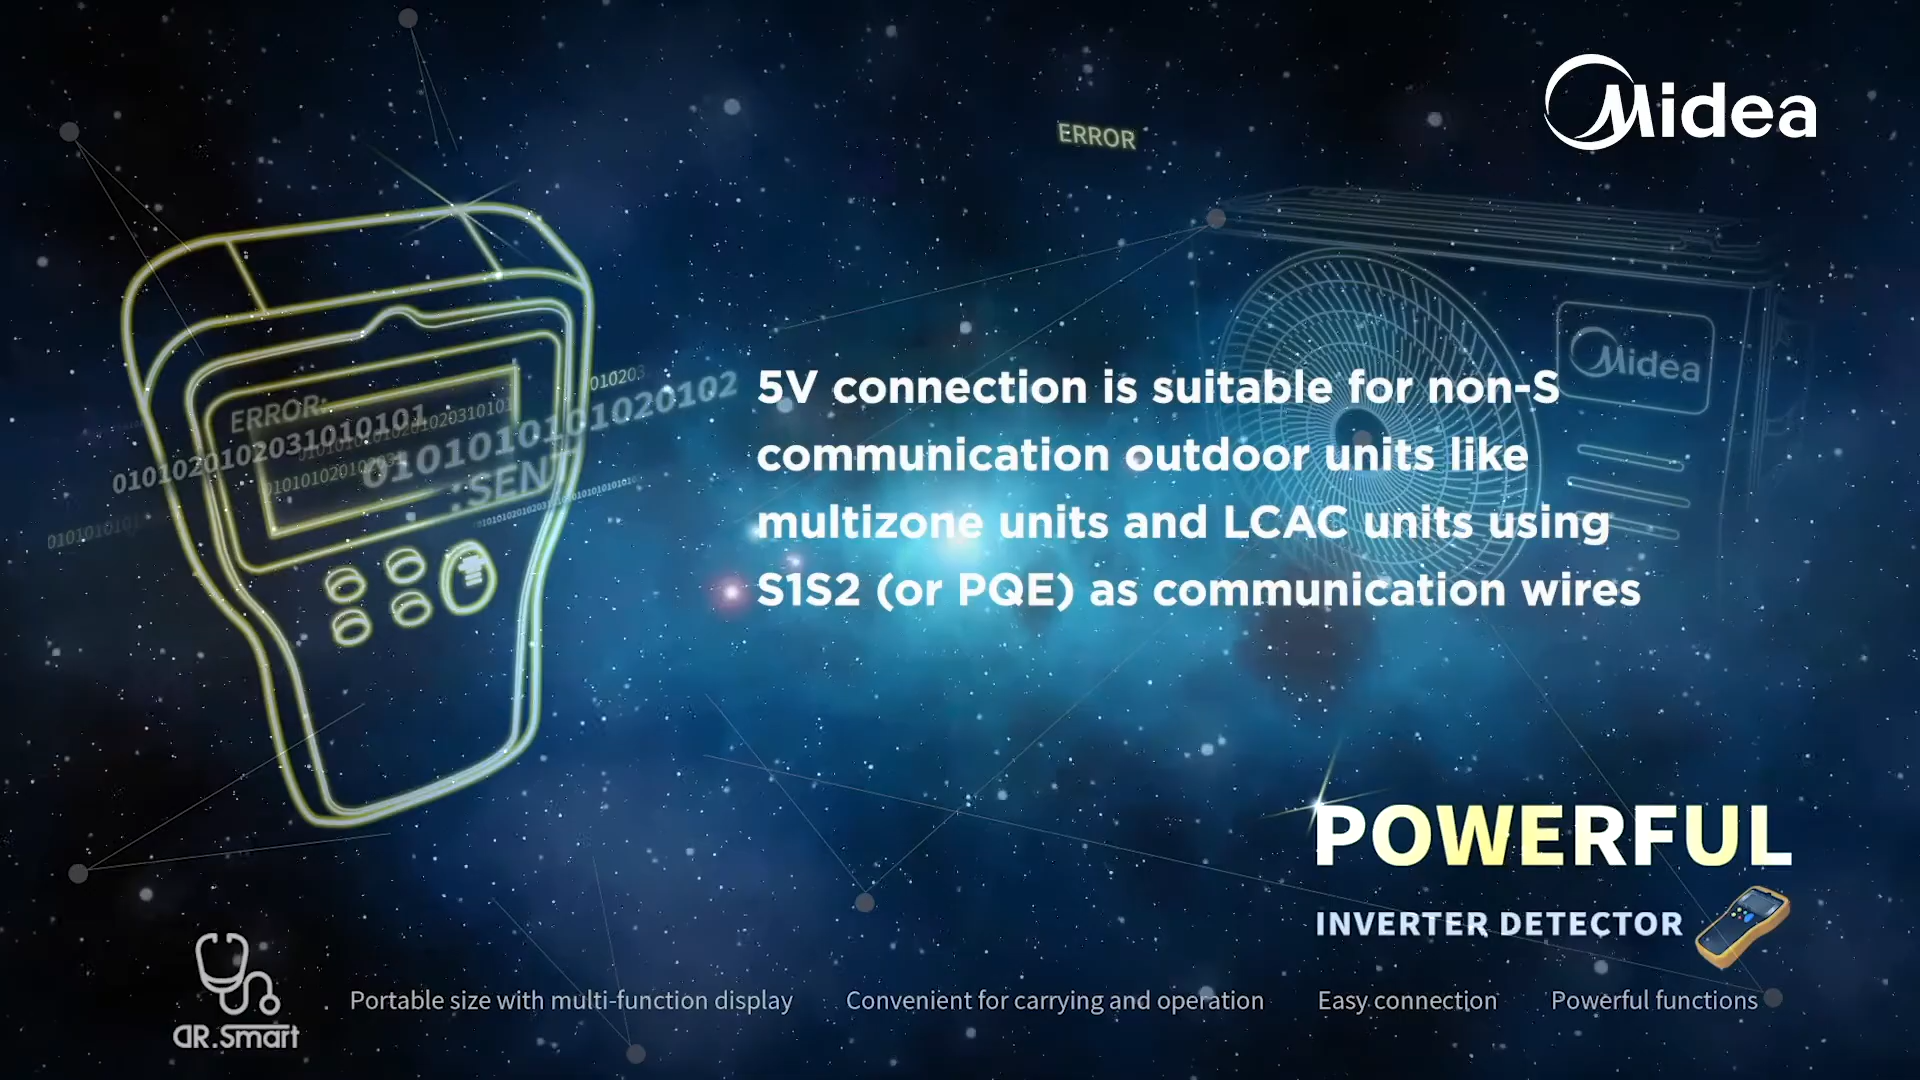 Midea
ERROR
Midea
ERROR:
0101020102031010101
:SENT
5V connection is suitable for non-S
communication outdoor units like
multizone units and LCAC units using
S1S2 (or PQE) as communication wires
POWERFUL
INVERTER DETECTOR
DR.Smart
Portable size with multi-function display
Convenient for carrying and operation
Easy connection
Powerful functions